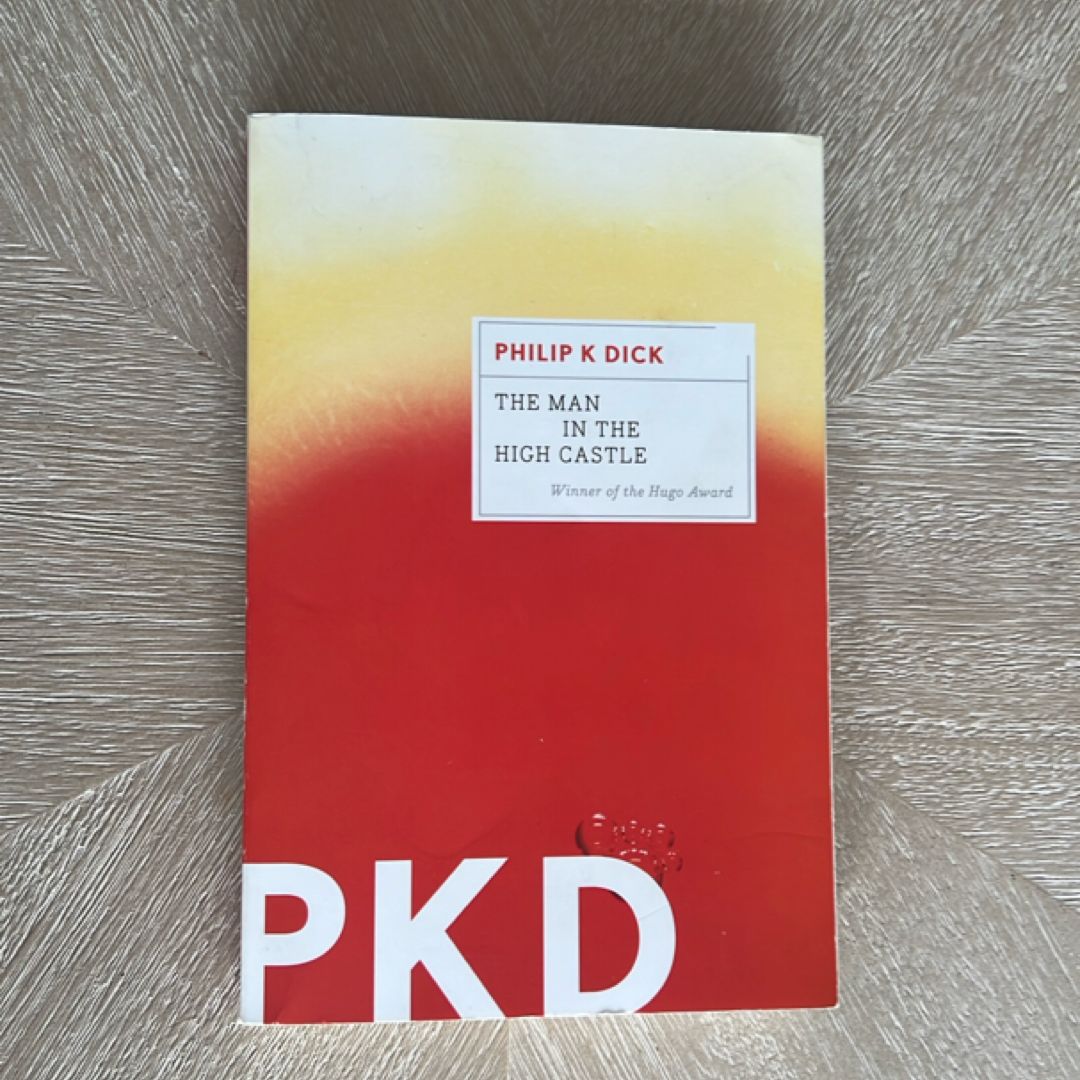 PHILIP K DICK
THE MAN
IN THE
HIGH CASTLE
Winner of the Hugo Award
PKD